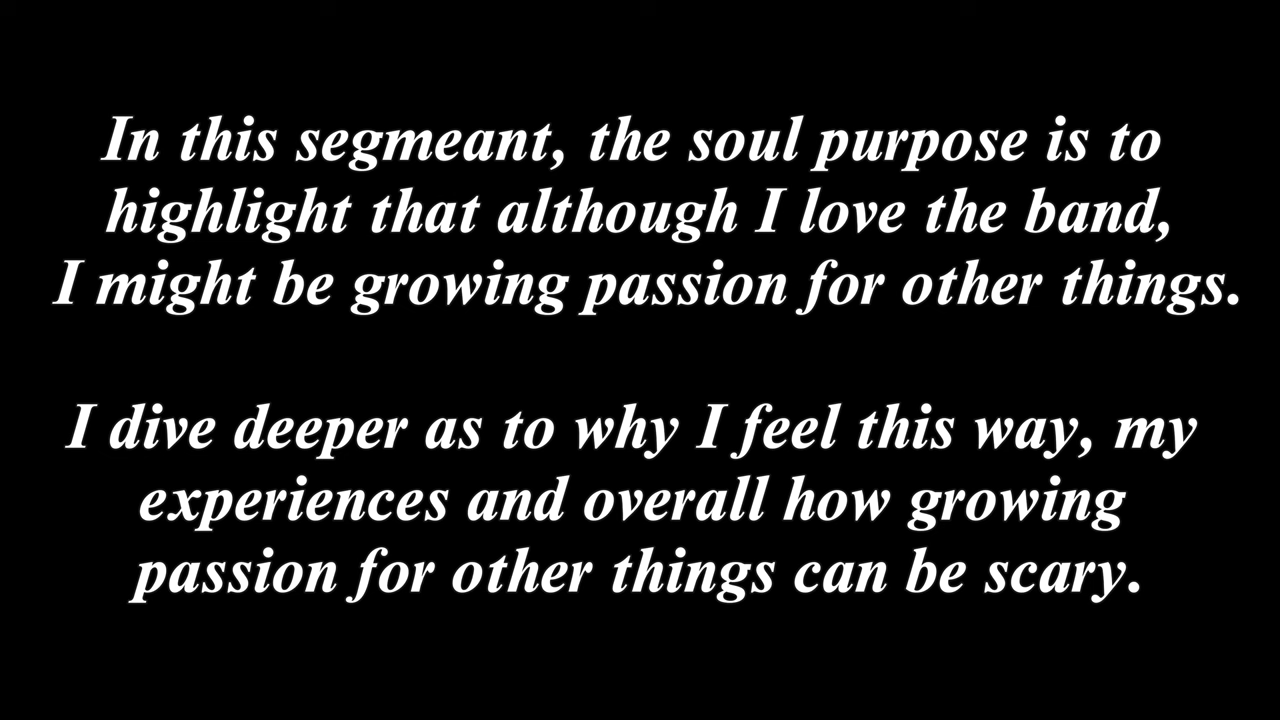 In this segmeant, the soul purpose is to
highlight that although I love the band,
I might be growing passion for other things.
I dive deeper as to why I feel this way, my
experiences and overall how growing
passion for other things can be scary.